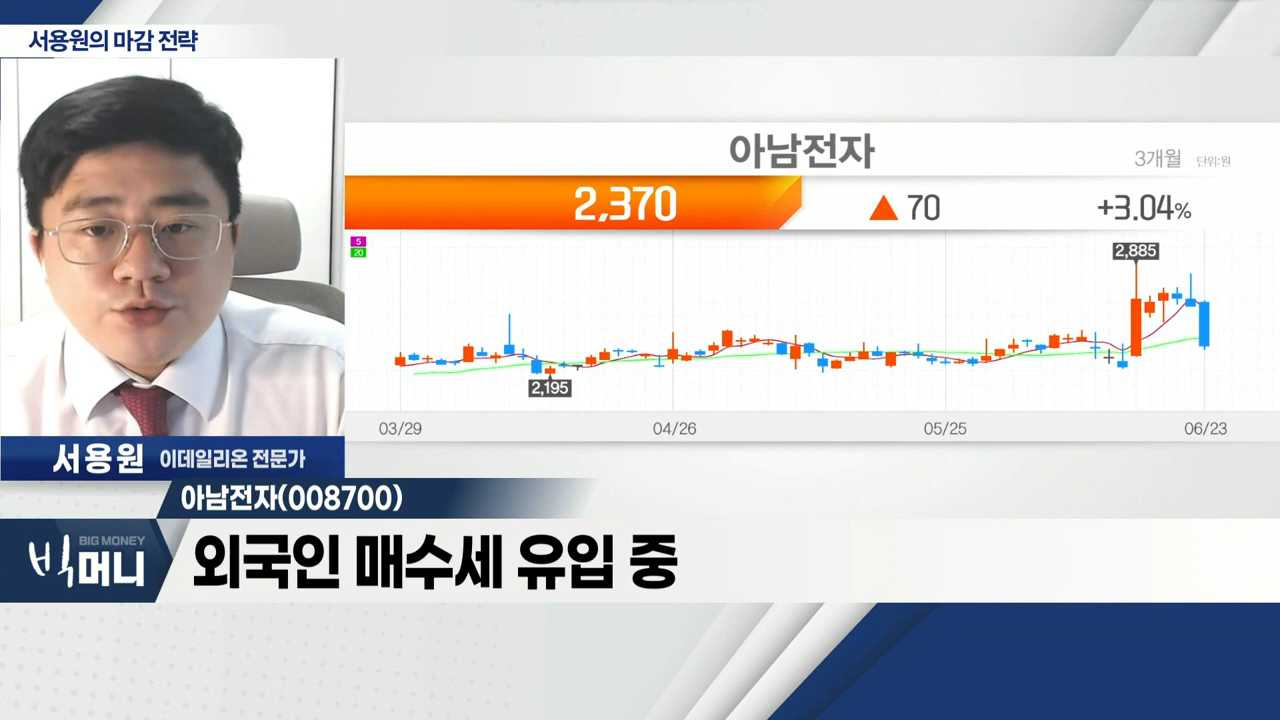 서용원의 마감 전략
아남전자
3개월 단위:원
2,370 ▲ 70 +3.04%
5
20
2,885
2,195
03/29 04/26 05/25 06/23
서용원 이데일리온 전문가
아남전자(008700)
BIG MONEY
빅머니
외국인 매수세 유입 중